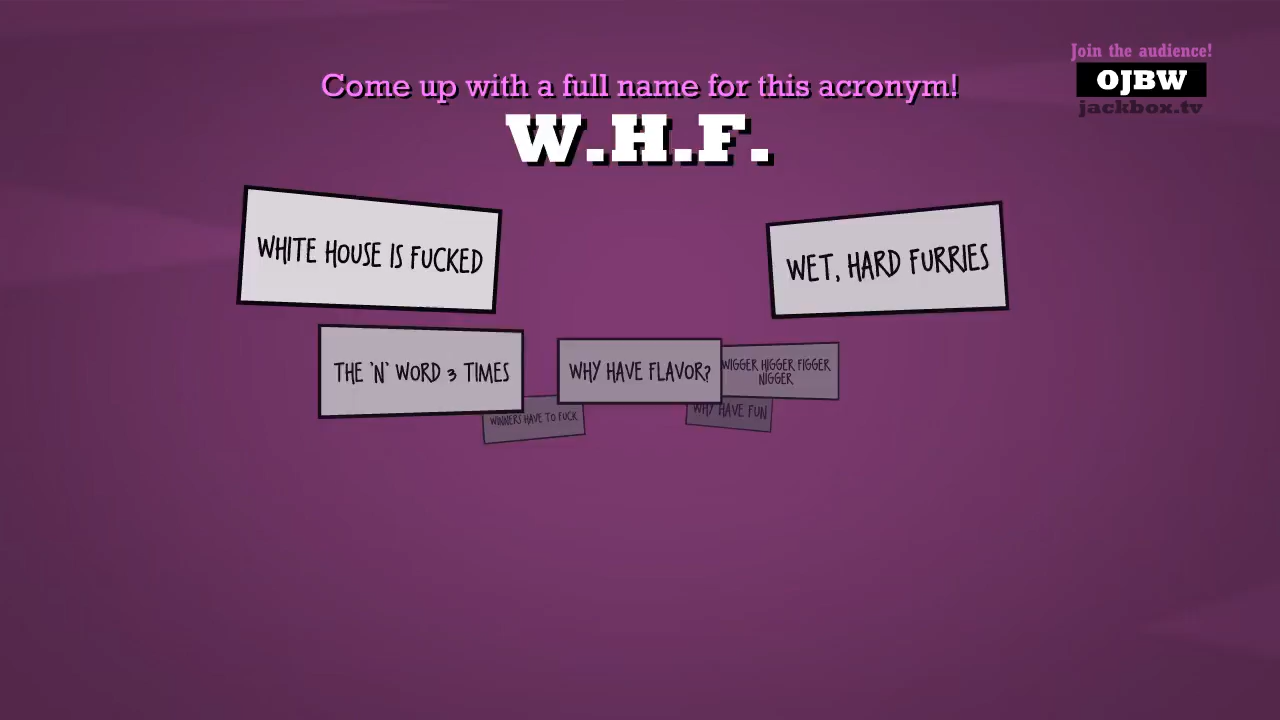 Join the audience!
OJBW
jackbox.tv
Come up with a full name for this acronym!
W.H.F.
WHITE HOUSE IS FUCKED
WET, HARD FURRIES
THE 'N' WORD 3 TIMES
WHY HAVE FLAVOR?
WIGGER HIGGER FIGGER
NIGGER
WINNERS HAVE TO FUCK
WHY HAVE FUN